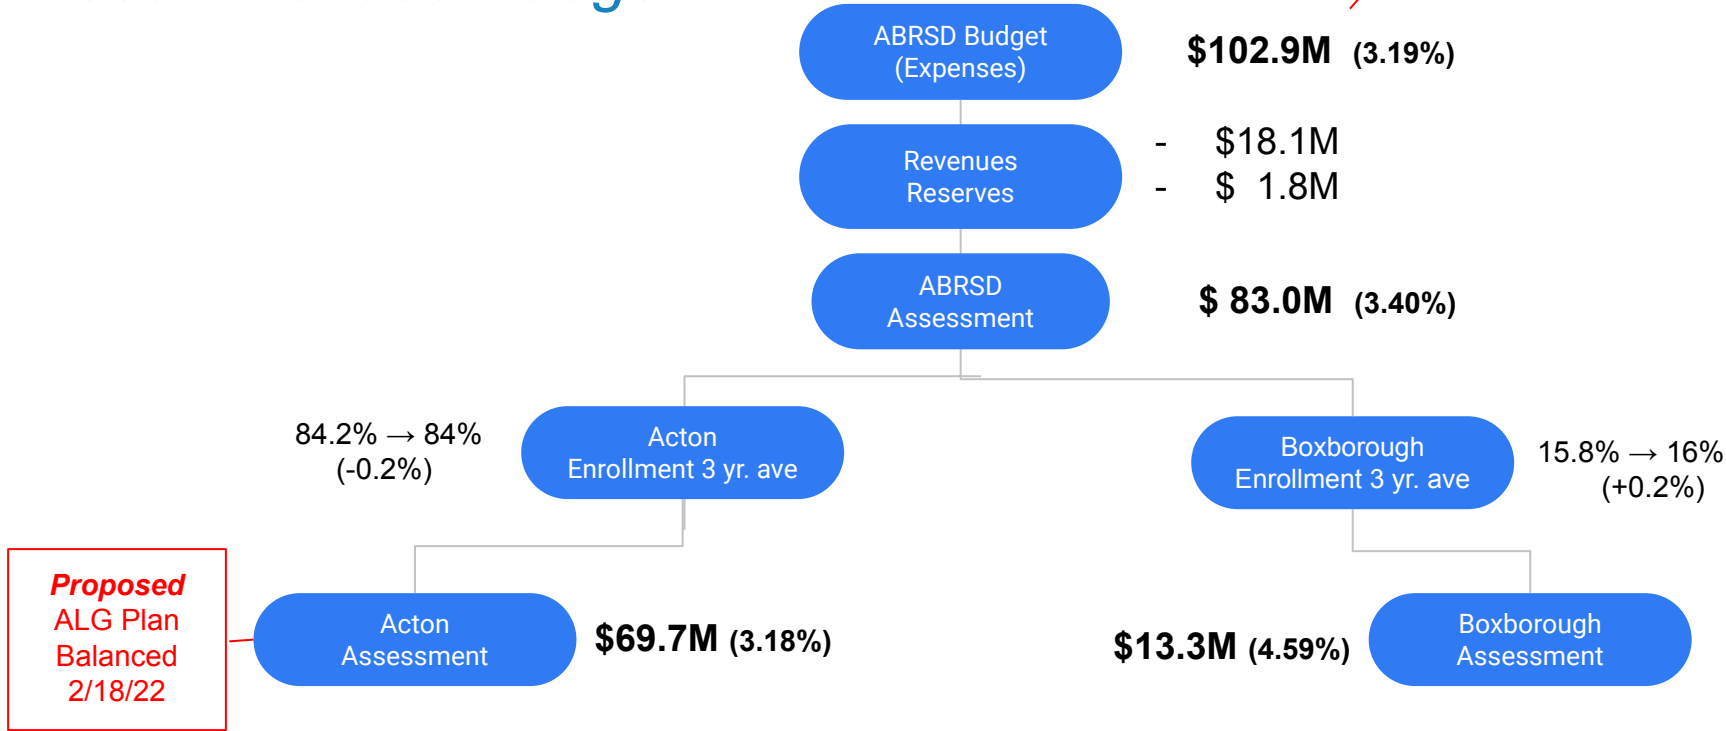 ABRSD Budget
(Expenses)
$102.9M (3.19%)
Revenues
Reserves
- $18.1M
- $ 1.8M
ABRSD
Assessment
$ 83.0M (3.40%)
84.2% → 84%
(-0.2%)
Acton
Enrollment 3 yr. ave
Boxborough
Enrollment 3 yr. ave
15.8% → 16%
(+0.2%)
Proposed
ALG Plan
Balanced
2/18/22
Acton
Assessment
$69.7M (3.18%)
$13.3M (4.59%)
Boxborough
Assessment